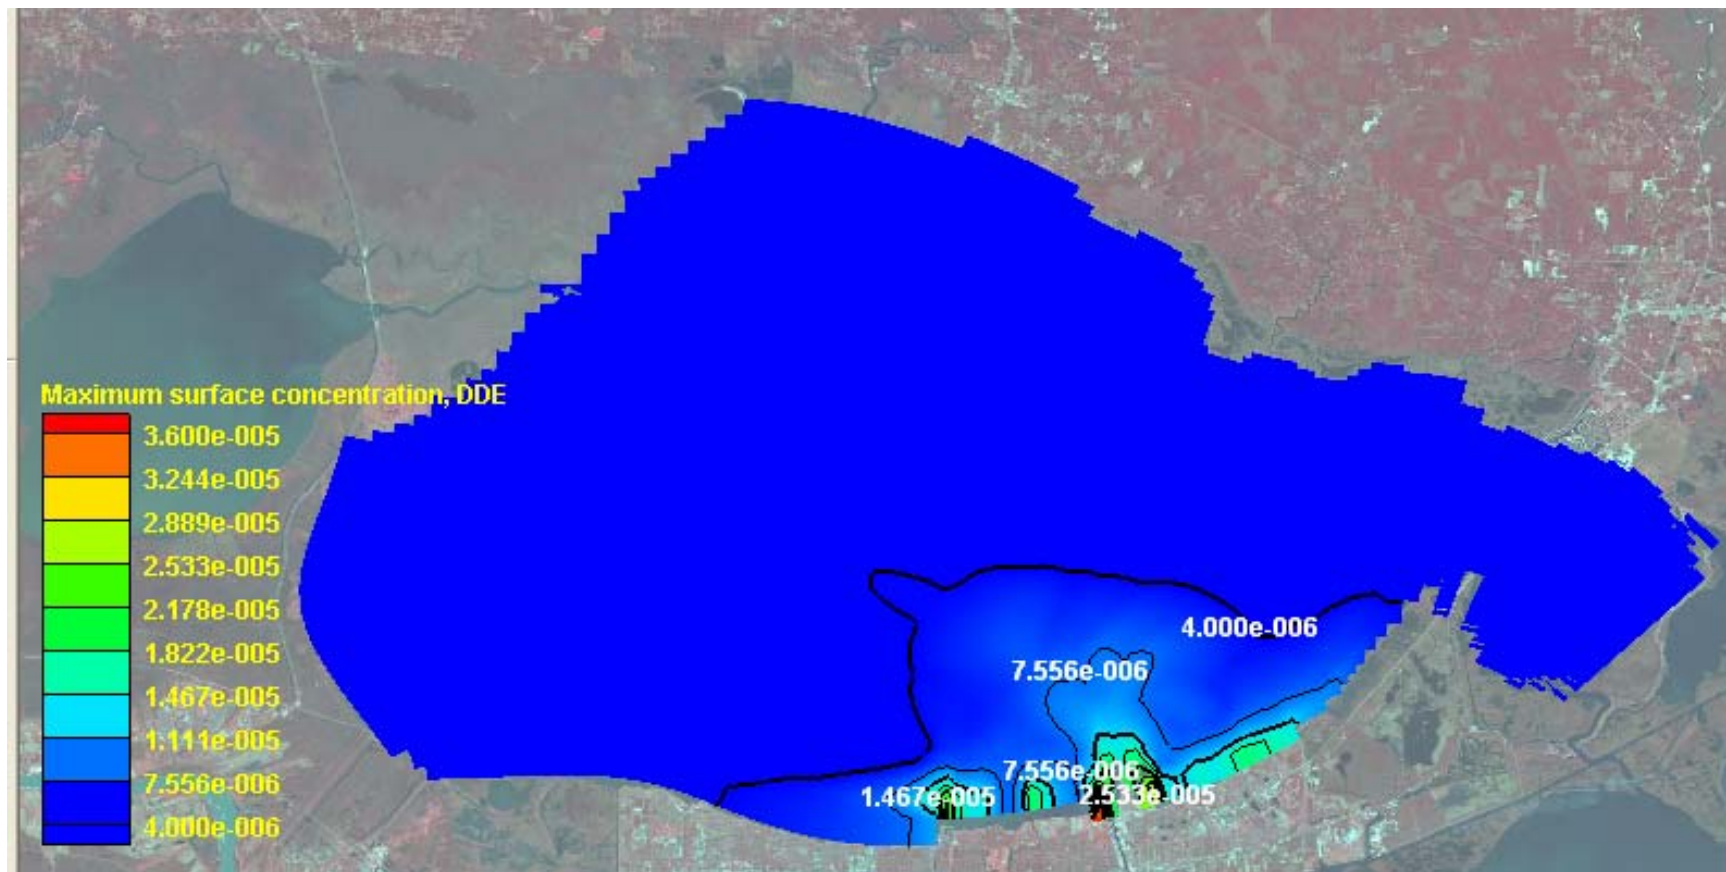 Maximum surface concentration, DDE
3.600e-005
3.244e-005
2.889e-005
2.533e-005
2.178e-005
1.822e-005
1.467e-005
1.111e-005
7.556e-006
4.000e-006
4.000e-006
7.556e-006
7.556e-006
1.467e-005
2.533e-005